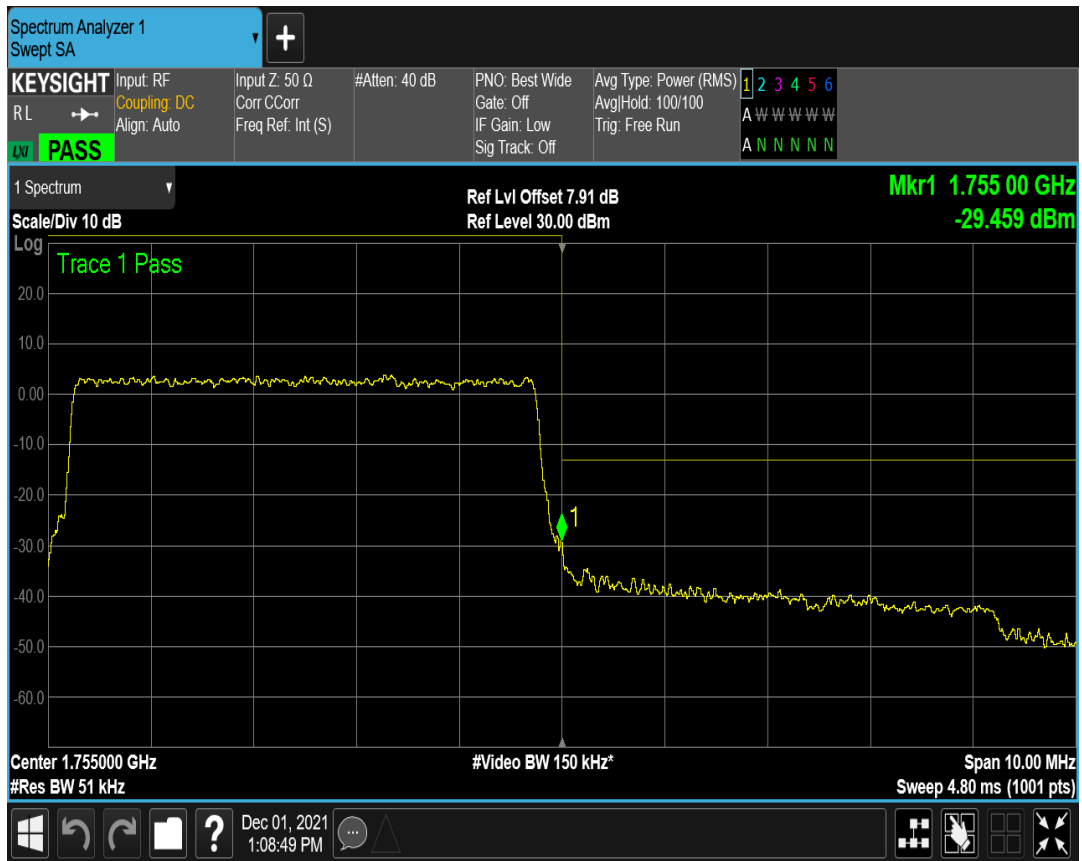 Spectrum Analyzer 1
Swept SA
+
KEYSIGHT
RL
LXI PASS
Input: RF
Coupling: DC
Align: Auto
Input Z: 50 Ω
Corr CCorr
Freq Ref: Int (S)
#Atten: 40 dB
PNO: Best Wide
Gate: Off
IF Gain: Low
Sig Track: Off
Avg Type: Power (RMS)
Avg|Hold: 100/100
Trig: Free Run
1 2 3 4 5 6
A W W W W W
A N N N N N
1 Spectrum
Scale/Div 10 dB
Ref Lvl Offset 7.91 dB
Ref Level 30.00 dBm
Mkr1 1.755 00 GHz
-29.459 dBm
Log
Trace 1 Pass
20.0
10.0
0.00
-10.0
-20.0
1
-30.0
-40.0
-50.0
-60.0
Center 1.755000 GHz
#Res BW 51 kHz
#Video BW 150 kHz*
Span 10.00 MHz
Sweep 4.80 ms (1001 pts)
?
Dec 01, 2021
1:08:49 PM